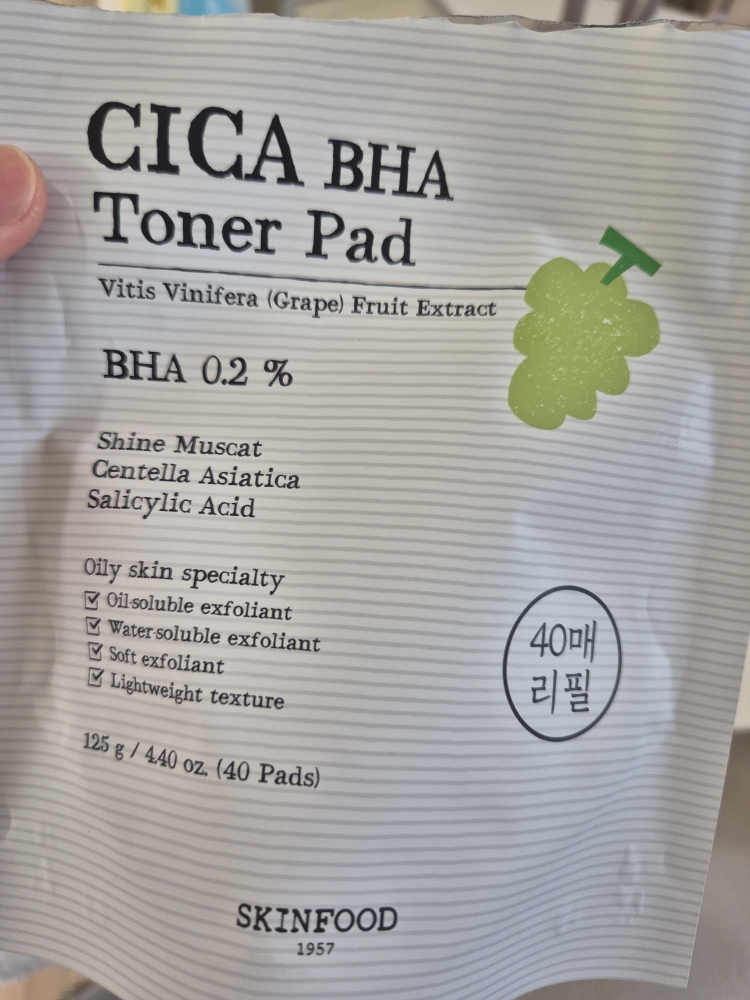 CICA BHA
Toner Pad
Vitis Vinifera (Grape) Fruit Extract
BHA 0.2 %
Shine Muscat
Centella Asiatica
Salicylic Acid
Oily skin specialty
Oil-soluble exfoliant
Water-soluble exfoliant
Soft exfoliant
Lightweight texture
40매
리필
125 g / 4.40 oz. (40 Pads)
SKINFOOD
1957